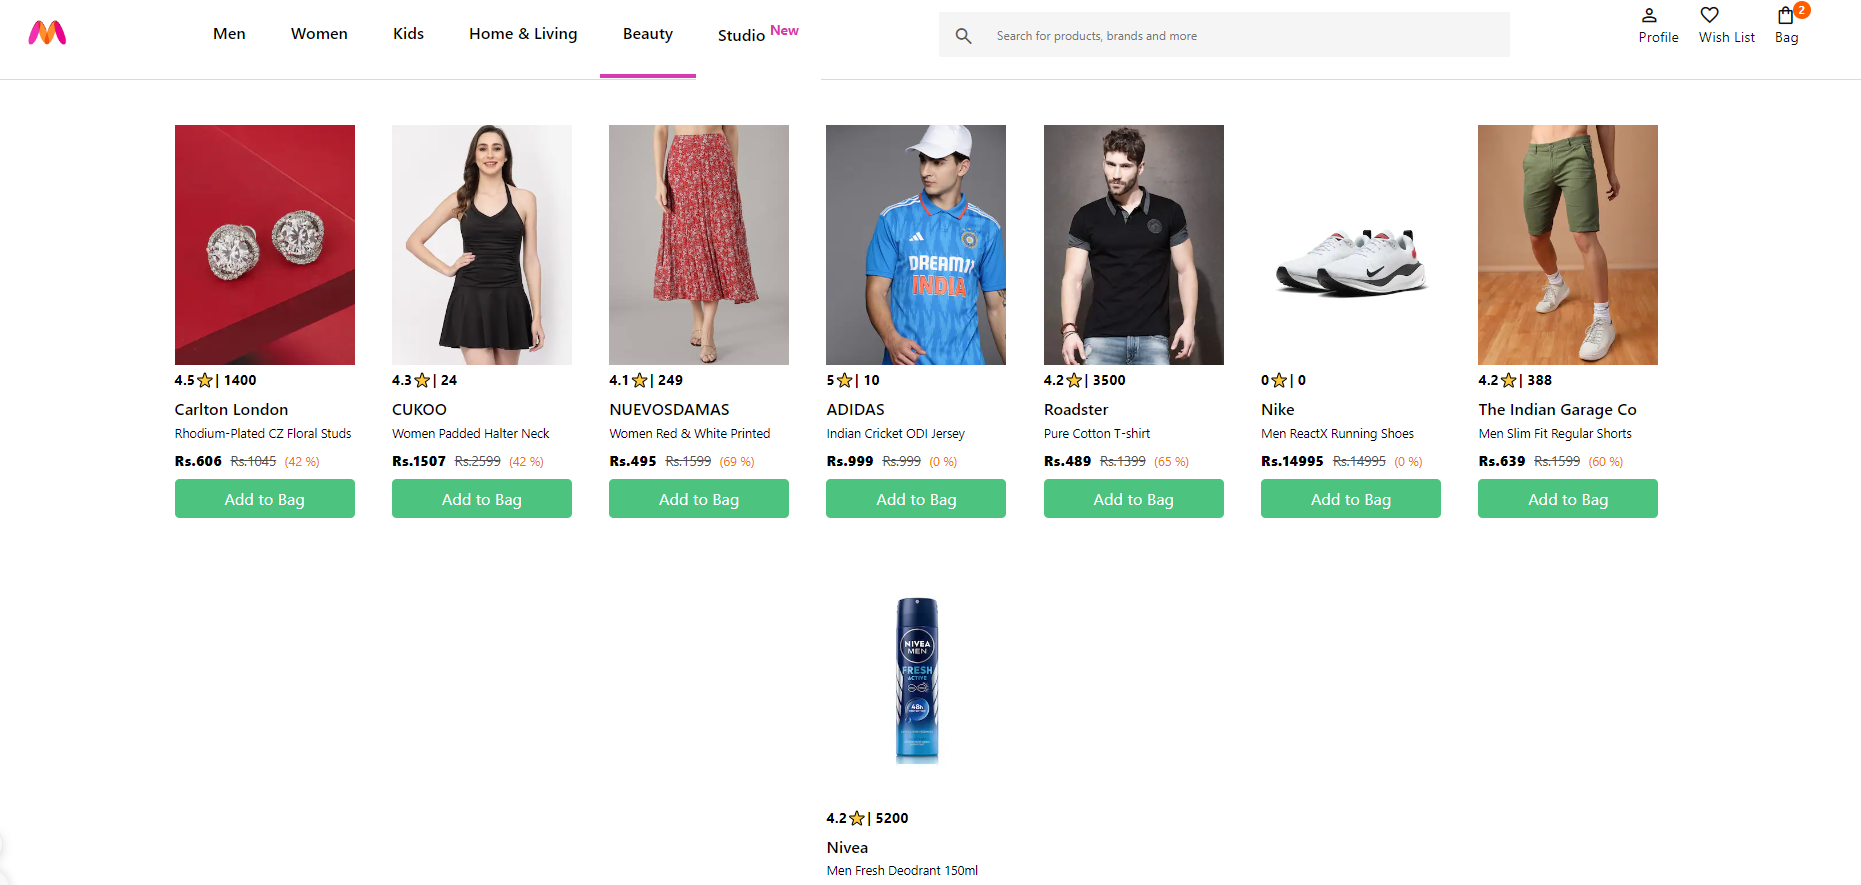 Men Women Kids Home & Living Beauty Studio New
Search for products, brands and more
2
Profile Wish List Bag
DREAM11
INDIA
4.5 | 1400
Carlton London
Rhodium-Plated CZ Floral Studs
Rs.606 Rs.1045 (42 %)
Add to Bag
4.3 | 24
CUKOO
Women Padded Halter Neck
Rs.1507 Rs.2599 (42 %)
Add to Bag
4.1 | 249
NUEVOSDAMAS
Women Red & White Printed
Rs.495 Rs.1599 (69 %)
Add to Bag
5 | 10
ADIDAS
Indian Cricket ODI Jersey
Rs.999 Rs.999 (0 %)
Add to Bag
4.2 | 3500
Roadster
Pure Cotton T-shirt
Rs.489 Rs.1399 (65 %)
Add to Bag
0 | 0
Nike
Men ReactX Running Shoes
Rs.14995 Rs.14995 (0 %)
Add to Bag
4.2 | 388
The Indian Garage Co
Men Slim Fit Regular Shorts
Rs.639 Rs.1599 (60 %)
Add to Bag
NIVEA
MEN
FRESH
ACTIVE
48h
4.2 | 5200
Nivea
Men Fresh Deodrant 150ml